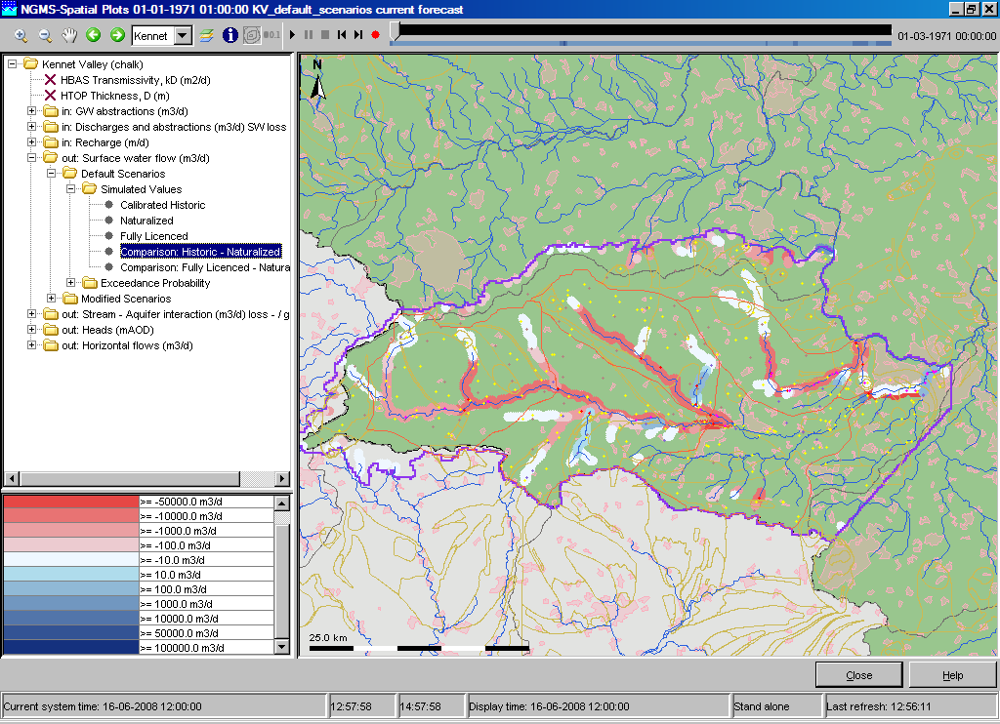 NGMS-Spatial Plots 01-01-1971 01:00:00 KV_default_scenarios current forecast
Kennet
0.1
01-03-1971 00:00:00
Kennet Valley (chalk)
HBAS Transmissivity, kD (m2/d)
HTOP Thickness, D (m)
in: GW abstractions (m3/d)
in: Discharges and abstractions (m3/d) SW loss
in: Recharge (m/d)
out: Surface water flow (m3/d)
Default Scenarios
Simulated Values
Calibrated Historic
Naturalized
Fully Licenced
Comparison: Historic - Naturalized
Comparison: Fully Licenced - Natura
Exceedance Probability
Modified Scenarios
out: Stream - Aquifer interaction (m3/d) loss - / g
out: Heads (mAOD)
out: Horizontal flows (m3/d)
>= -50000.0 m3/d
>= -10000.0 m3/d
>= -1000.0 m3/d
>= -100.0 m3/d
>= -10.0 m3/d
>= 10.0 m3/d
>= 100.0 m3/d
>= 1000.0 m3/d
>= 10000.0 m3/d
>= 50000.0 m3/d
>= 100000.0 m3/d
N
25.0 km
Close
Help
Current system time: 16-06-2008 12:00:00
12:57:58
14:57:58
Display time: 16-06-2008 12:00:00
Stand alone
Last refresh: 12:56:11